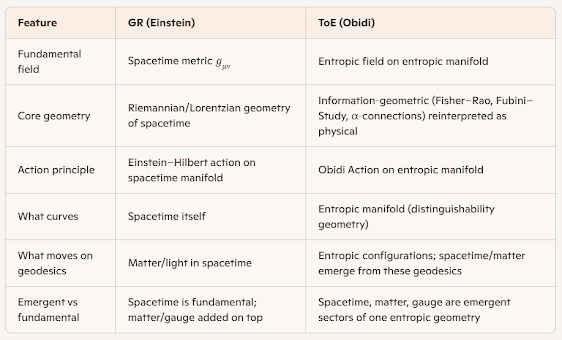 Feature
GR (Einstein)
ToE (Obidi)
Fundamental
field
Spacetime metric gμν
Entropic field on entropic manifold
Core geometry
Riemannian/Lorentzian geometry
of spacetime
Information-geometric (Fisher–Rao, Fubini–
Study, α-connections) reinterpreted as
physical
Action principle
Einstein–Hilbert action on
spacetime manifold
Obidi Action on entropic manifold
What curves
Spacetime itself
Entropic manifold (distinguishability
geometry)
What moves on
geodesics
Matter/light in spacetime
Entropic configurations; spacetime/matter
emerge from these geodesics
Emergent vs
fundamental
Spacetime is fundamental;
matter/gauge added on top
Spacetime, matter, gauge are emergent
sectors of one entropic geometry